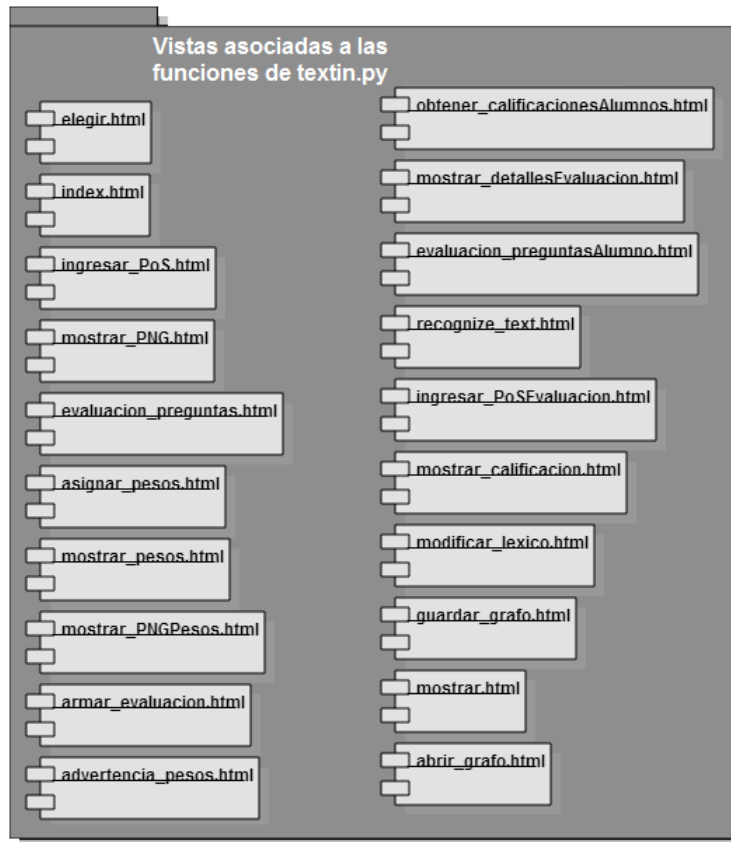 Vistas asociadas a las
funciones de textin.py
elegir.html
index.html
ingresar_PoS.html
mostrar_PNG.html
evaluacion_preguntas.html
asignar_pesos.html
mostrar_pesos.html
mostrar_PNGPesos.html
armar_evaluacion.html
advertencia_pesos.html
obtener_calificacionesAlumnos.html
mostrar_detallesEvaluacion.html
evaluacion_preguntasAlumno.html
recognize_text.html
ingresar_PoSEvaluacion.html
mostrar_calificacion.html
modificar_lexico.html
guardar_grafo.html
mostrar.html
abrir_grafo.html